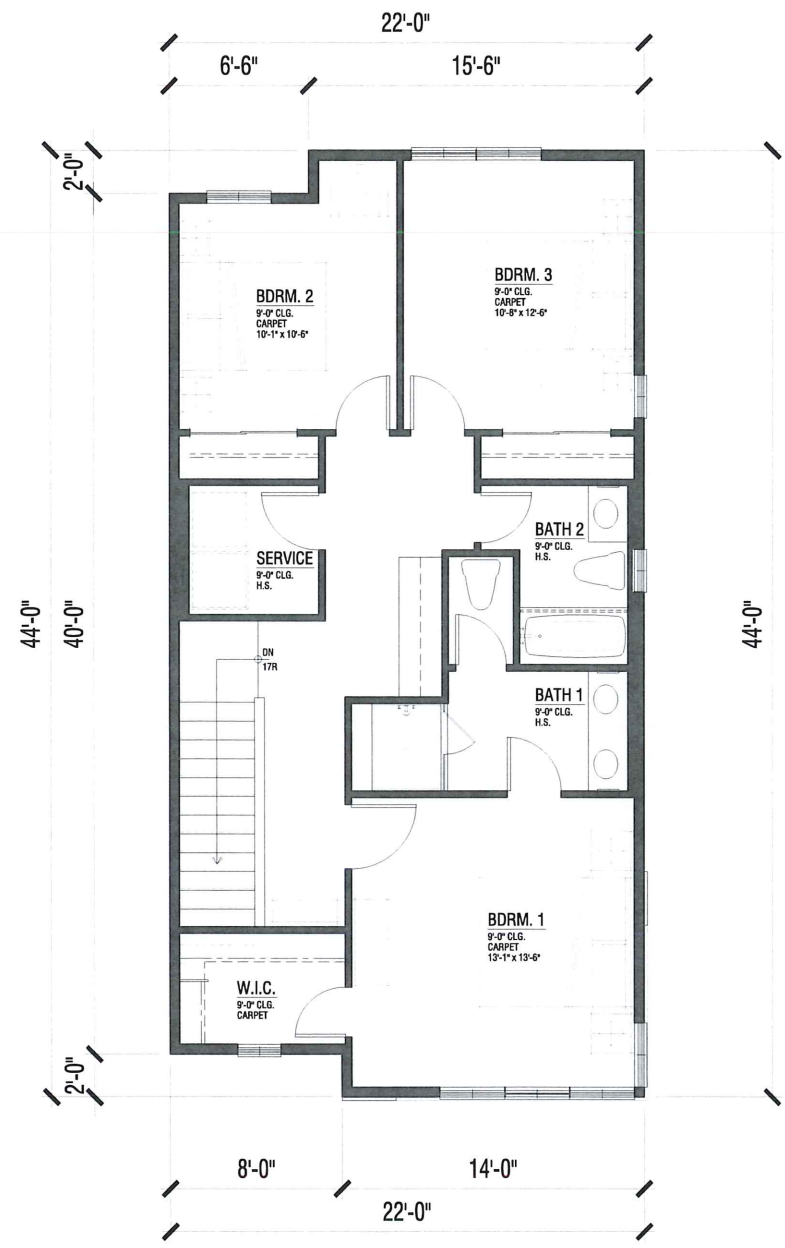 22'-0"
6'-6"
15'-6"
2'-0"
BDRM. 3
9'-0" CLG.
CARPET
10'-8" x 12'-6"
BDRM. 2
9'-0" CLG.
CARPET
10'-1" x 10'-6"
BATH 2
9'-0" CLG.
H.S.
SERVICE
9'-0" CLG.
H.S.
44'-0"
40'-0"
44'-0"
DN
17R
BATH 1
9'-0" CLG.
H.S.
BDRM. 1
9'-0" CLG.
CARPET
13'-1" x 13'-6"
W.I.C.
9'-0" CLG.
CARPET
2'-0"
8'-0"
14'-0"
22'-0"